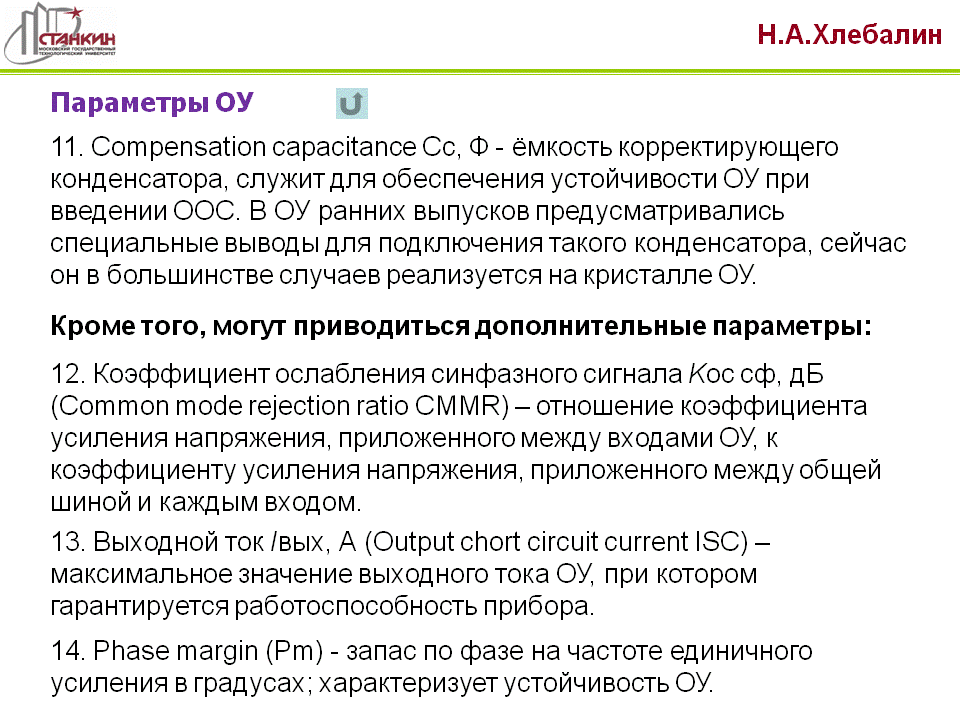 СТАНКИН
МОСКОВСКИЙ ГОСУДАРСТВЕННЫЙ
ТЕХНОЛОГИЧЕСКИЙ УНИВЕРСИТЕТ
Н.А.Хлебалин
Параметры ОУ
11. Compensation capacitance Cc, Ф - ёмкость корректирующего
конденсатора, служит для обеспечения устойчивости ОУ при
введении ООС. В ОУ ранних выпусков предусматривались
специальные выводы для подключения такого конденсатора, сейчас
он в большинстве случаев реализуется на кристалле ОУ.
Кроме того, могут приводиться дополнительные параметры:
12. Коэффициент ослабления синфазного сигнала Kос сф, дБ
(Common mode rejection ratio CMMR) – отношение коэффициента
усиления напряжения, приложенного между входами ОУ, к
коэффициенту усиления напряжения, приложенного между общей
шиной и каждым входом.
13. Выходной ток Iвых, А (Output chort circuit current ISC) –
максимальное значение выходного тока ОУ, при котором
гарантируется работоспособность прибора.
14. Phase margin (Pm) - запас по фазе на частоте единичного
усиления в градусах; характеризует устойчивость ОУ.